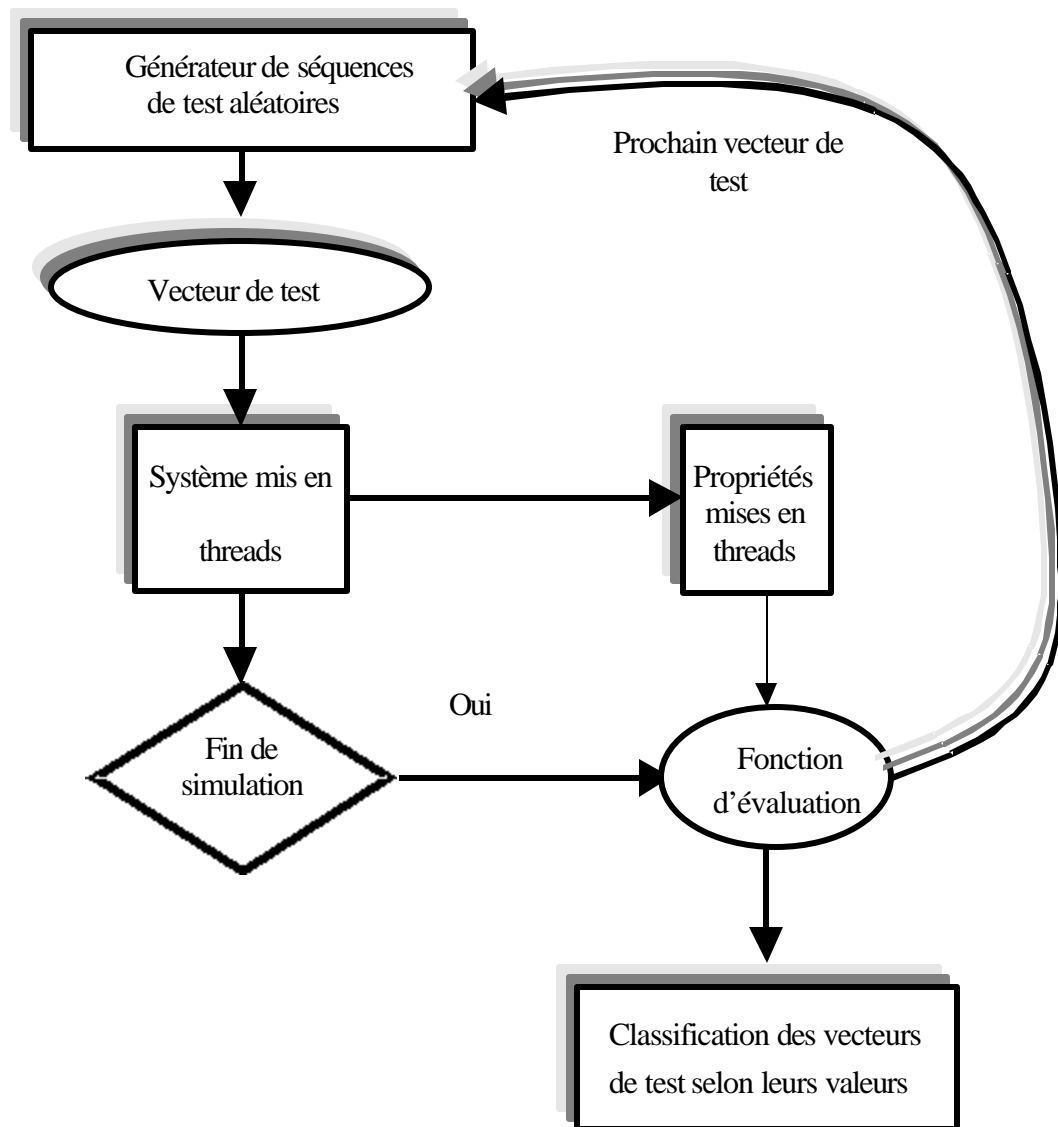 Générateur de séquences
de test aléatoires
Prochain vecteur de
test
Vecteur de test
Système mis en
threads
Propriétés
mises en
threads
Oui
Fin de
simulation
Fonction
d’évaluation
Classification des vecteurs
de test selon leurs valeurs